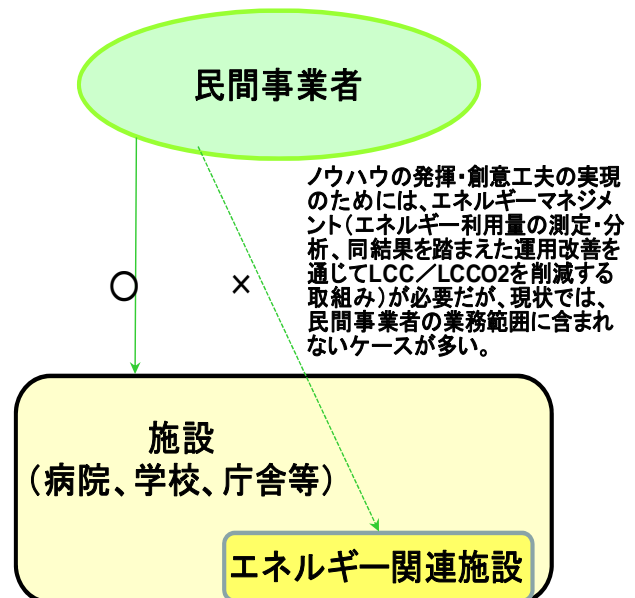 民間事業者
ノウハウの発揮・創意工夫の実現
のためには、エネルギーマネジメ
ント（エネルギー利用量の測定・分
析、同結果を踏まえた運用改善を
通じてLCC／LCCO2を削減する
取組み）が必要だが、現状では、
民間事業者の業務範囲に含まれ
ないケースが多い。
○
×
施設
（病院、学校、庁舎等）
エネルギー関連施設